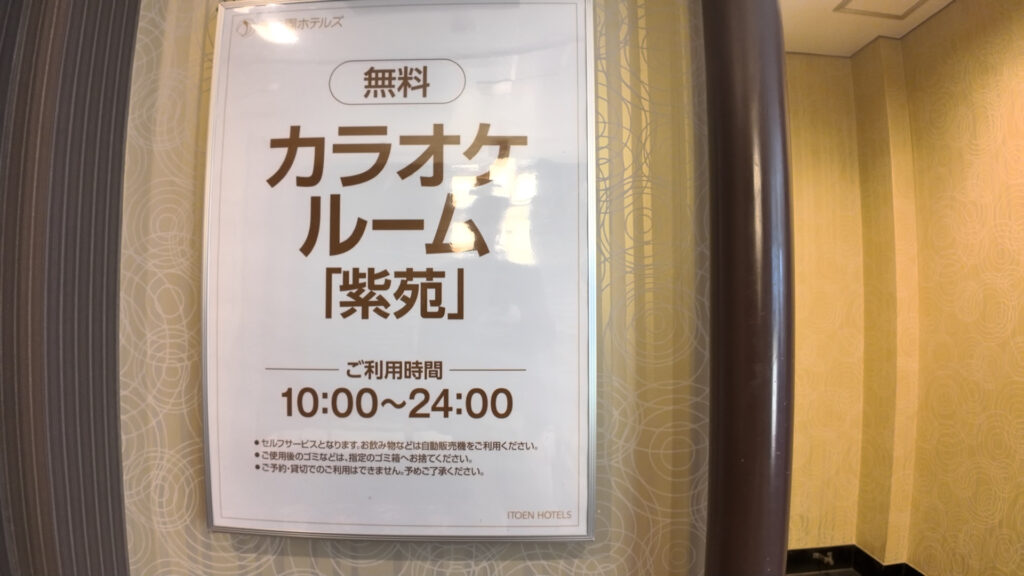 園ホテルズ
無料
カラオケ
ルーム
「紫苑」
ご利用時間
10:00～24:00
●セルフサービスとなります。お飲み物などは自動販売機をご利用ください。
●ご使用後のゴミなどは、指定のゴミ箱へお捨てください。
●ご予約・貸切でのご利用はできません。予めご了承ください。
ITOEN HOTELS